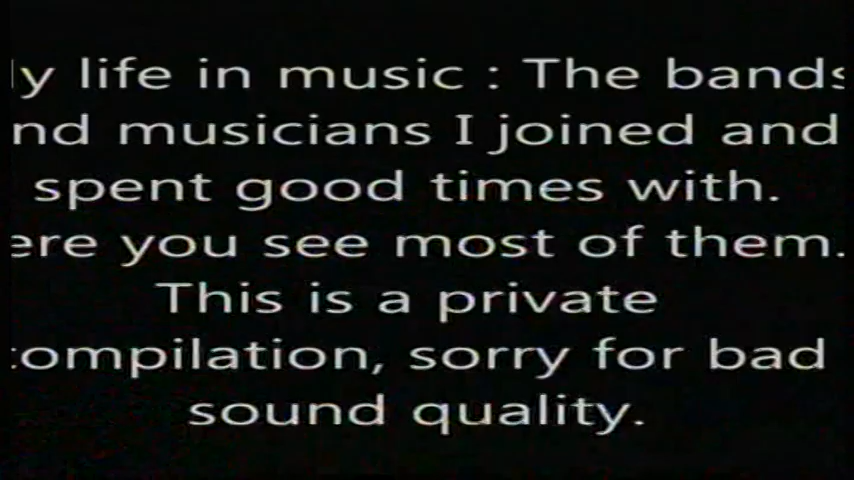 y life in music : The bands
nd musicians I joined and
spent good times with.
ere you see most of them.
This is a private
compilation, sorry for bad
sound quality.